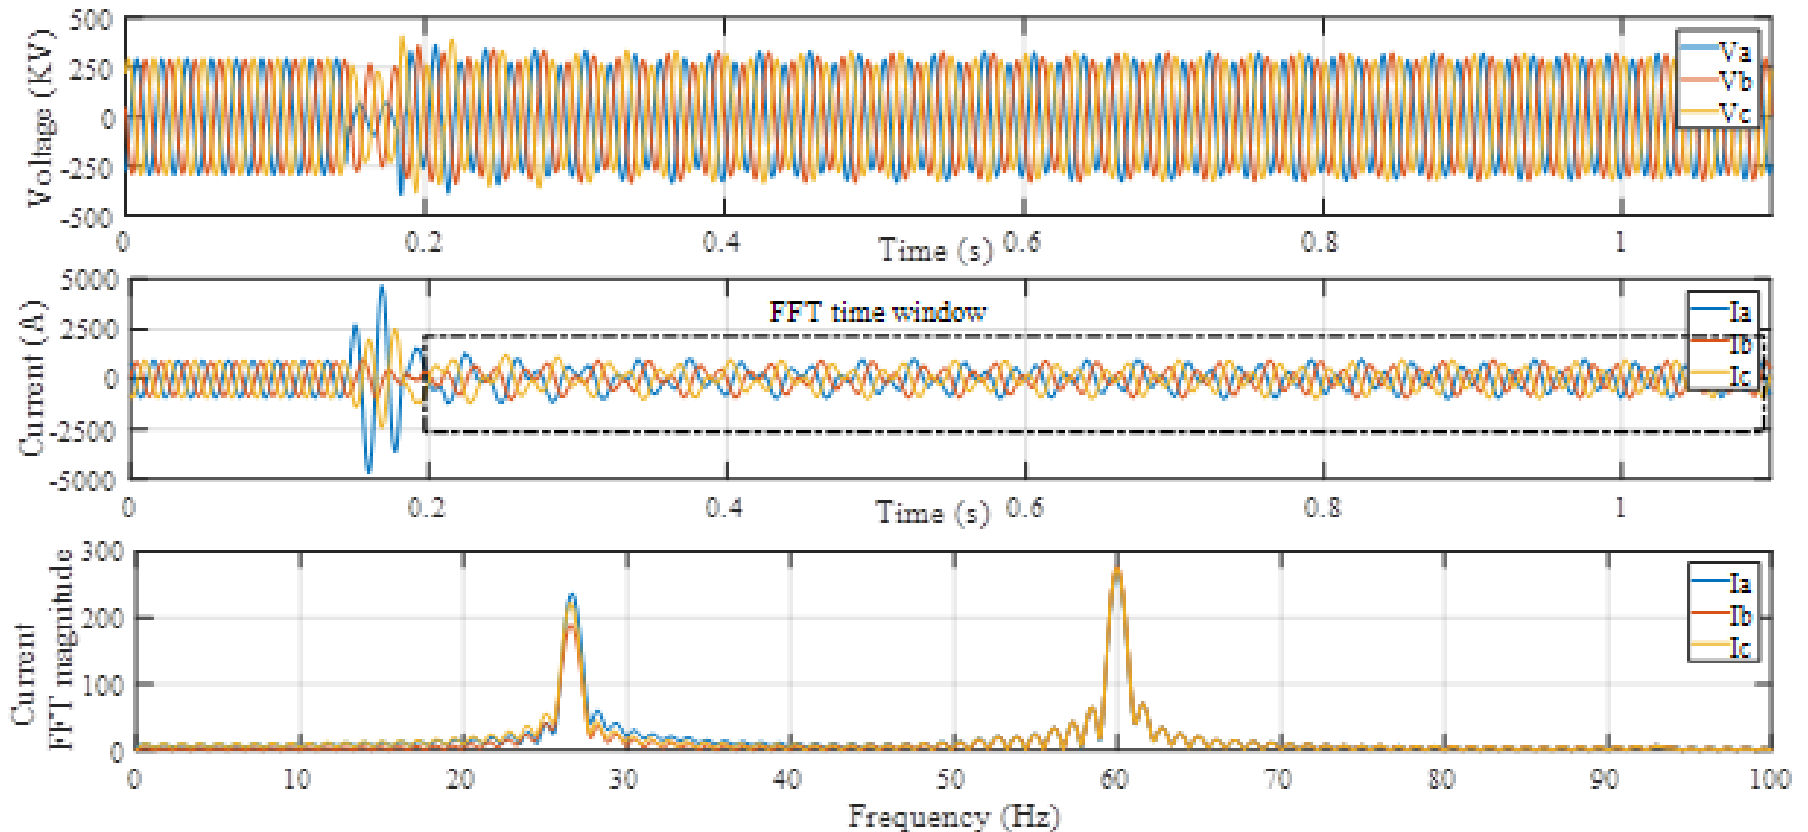 500
250
0
-250
-500
Voltage (KV)
Va
Vb
Vc
0 0.2 0.4 0.6 0.8 1
Time (s)
5000
2500
0
-2500
-5000
Current (A)
FFT time window
Ia
Ib
Ic
0 0.2 0.4 0.6 0.8 1
Time (s)
300
200
100
0
Current
FFT magnitude
Ia
Ib
Ic
0 10 20 30 40 50 60 70 80 90 100
Frequency (Hz)